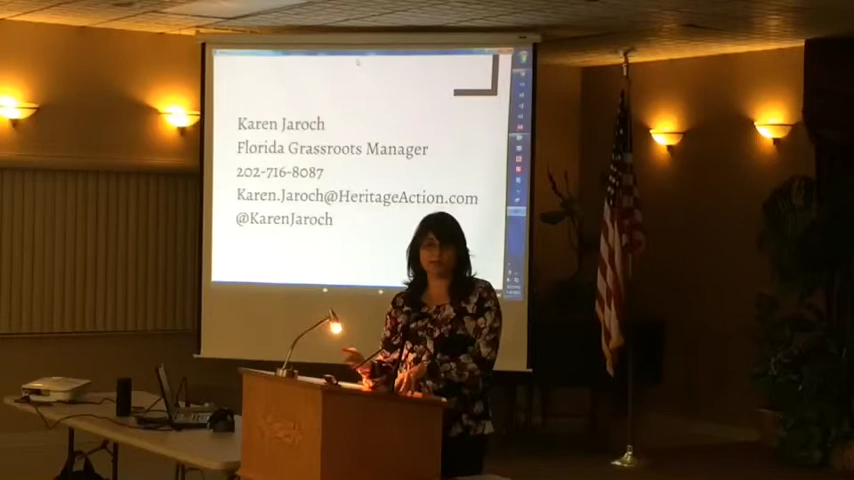 Karen Jaroch
Florida Grassroots Manager
202-716-8087
Karen.Jaroch@HeritageAction.com
@KarenJaroch